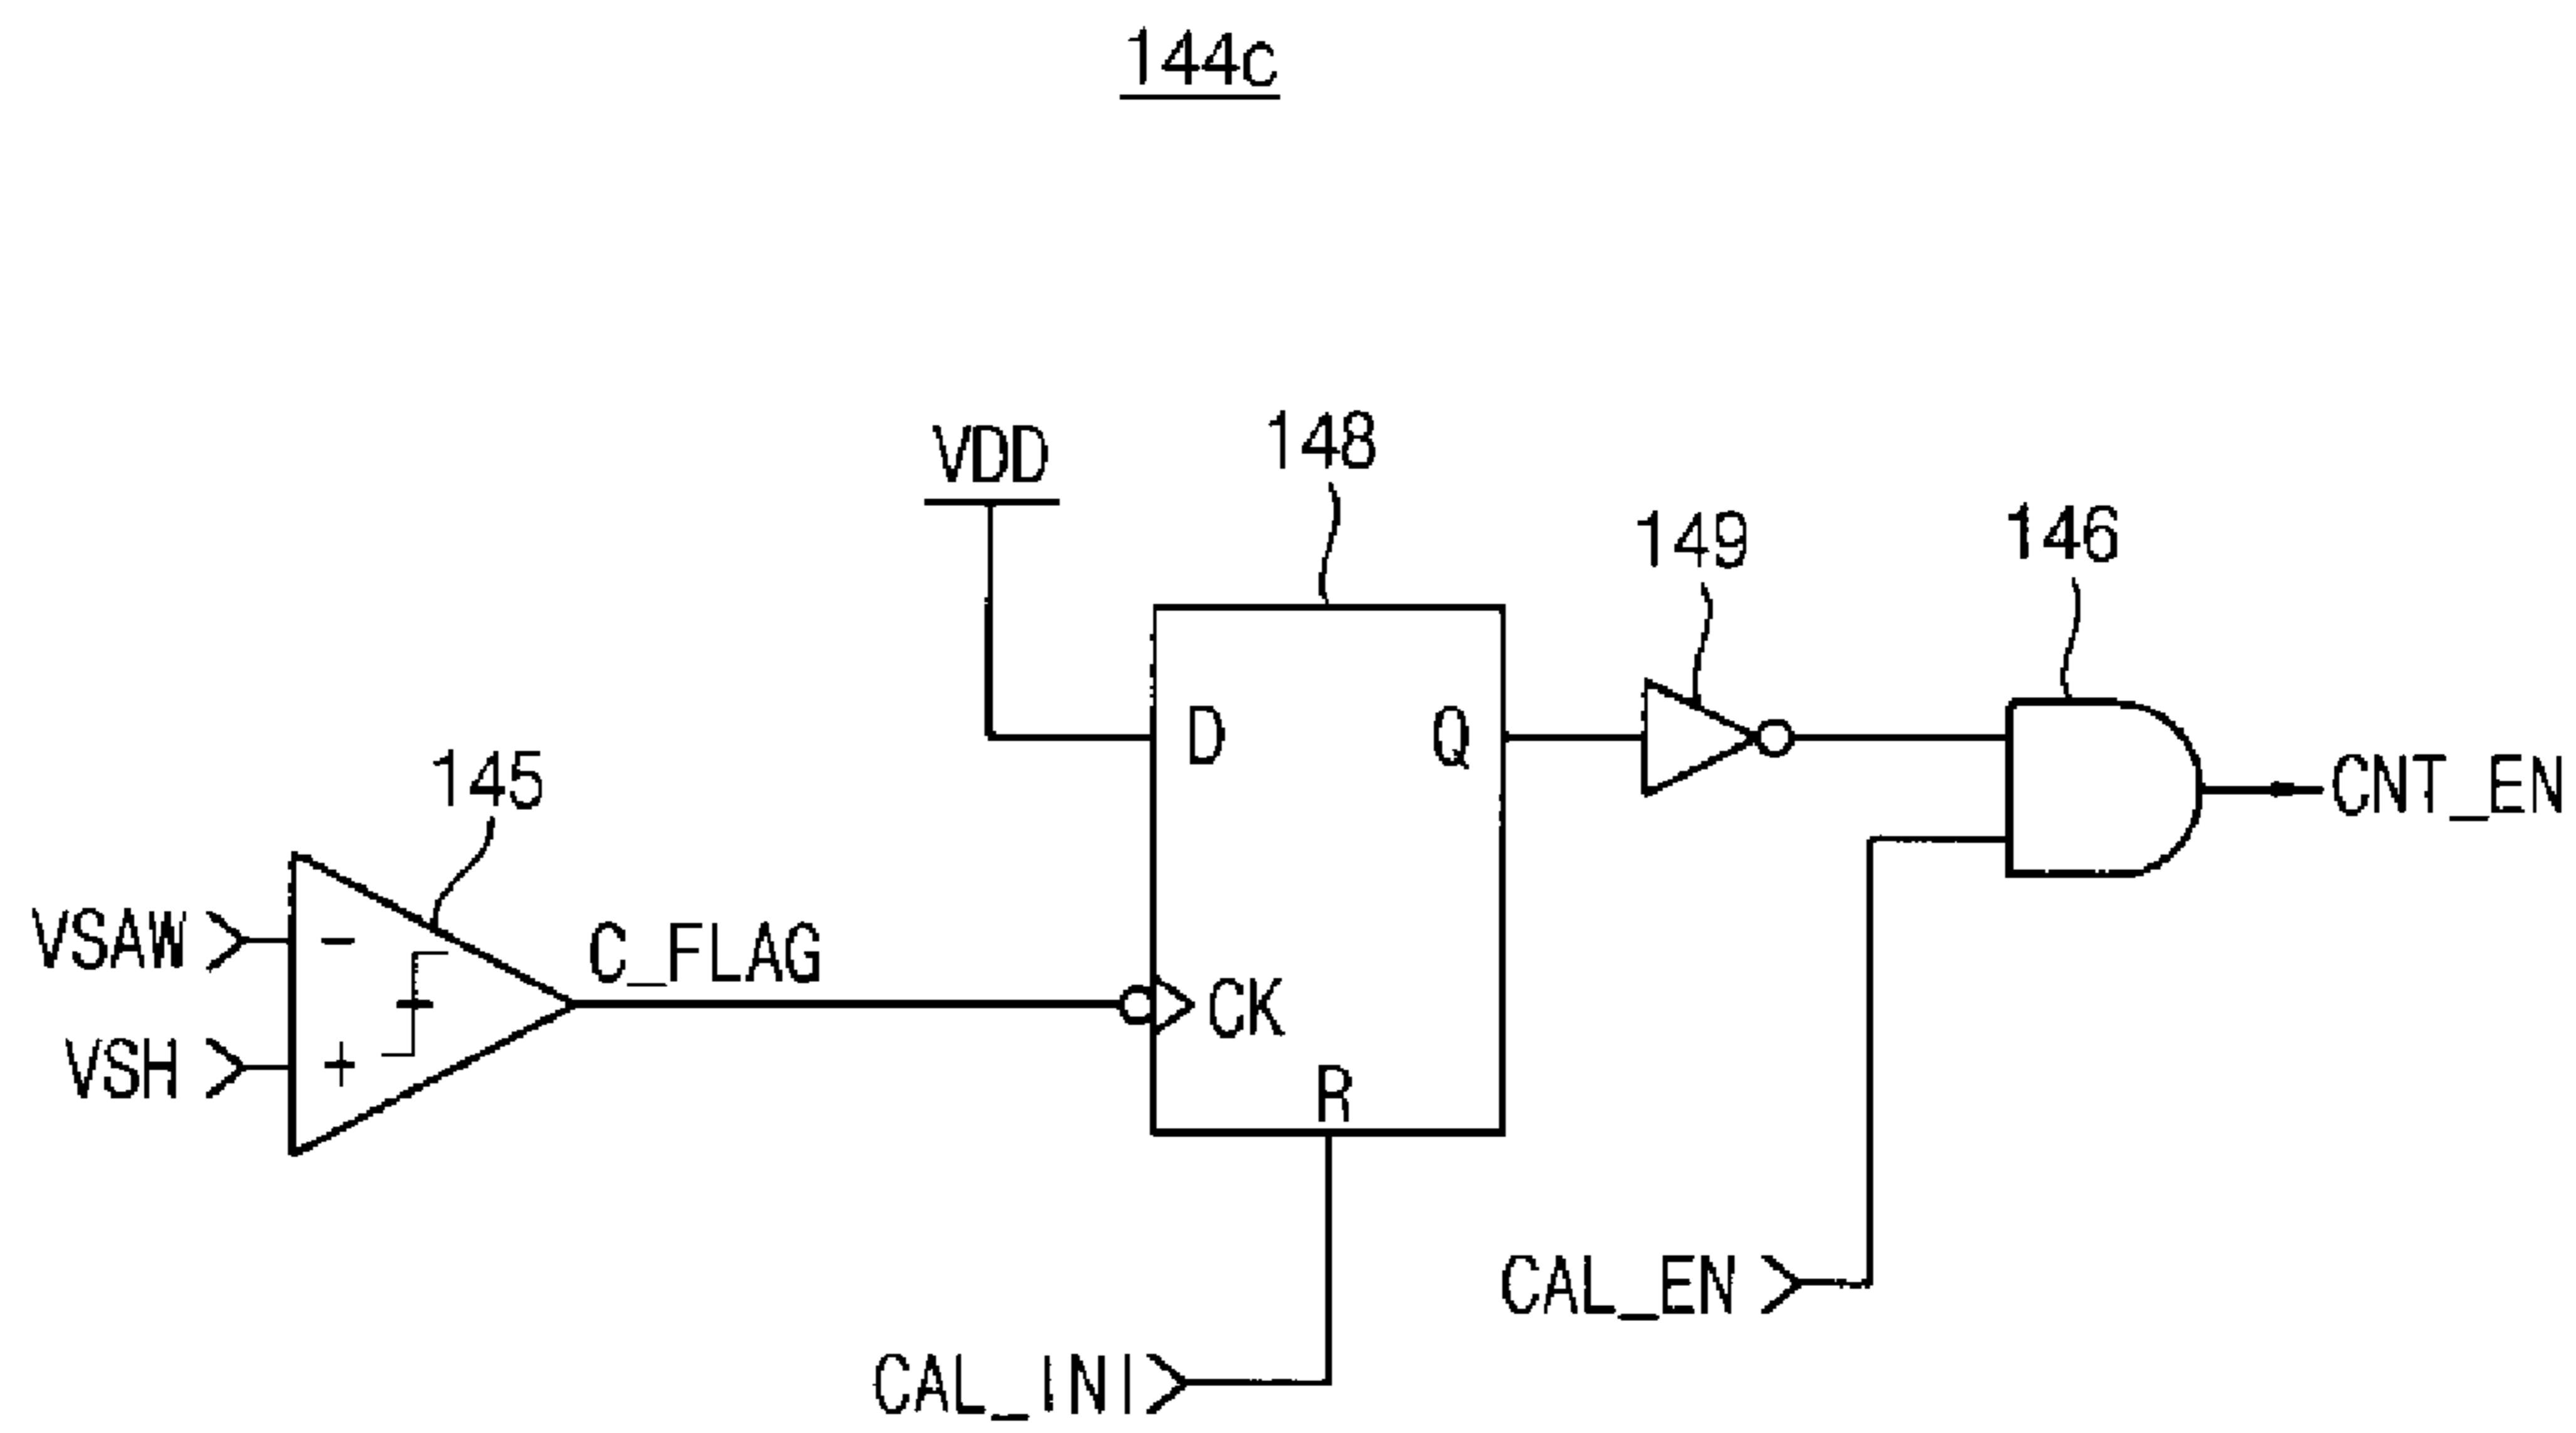 144c
VDD
148
149
146
145
D
Q
CNT_EN
VSAW
−
C_FLAG
CK
VSH
+
R
CAL_EN
CAL_INI